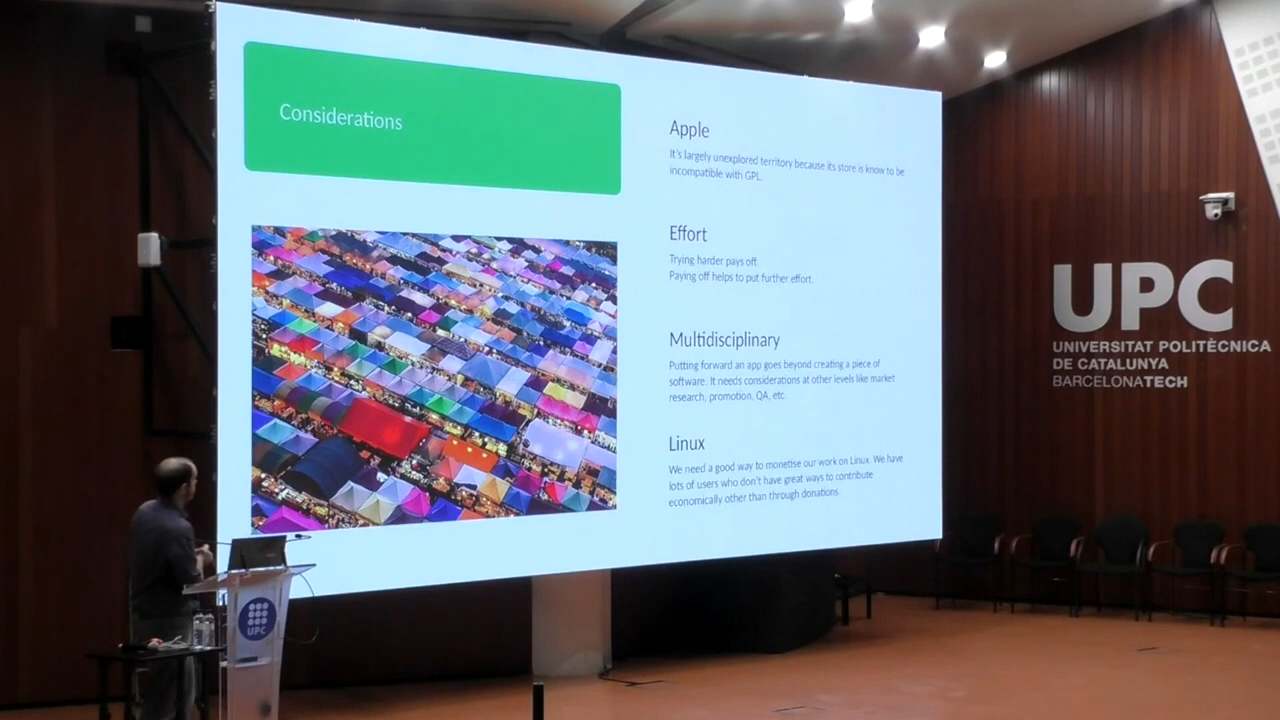 Considerations
Apple
It's largely unexplored territory because its store is know to be
incompatible with GPL.
Effort
Trying harder pays off.
Paying off helps to put further effort.
Multidisciplinary
Putting forward an app goes beyond creating a piece of
software. It needs considerations at other levels like market
research, promotion, QA, etc.
Linux
We need a good way to monetise our work on Linux. We have
lots of users who don't have great ways to contribute
economically other than through donations.
UPC
UNIVERSITAT POLITÈCNICA
DE CATALUNYA
BARCELONATECH
UPC